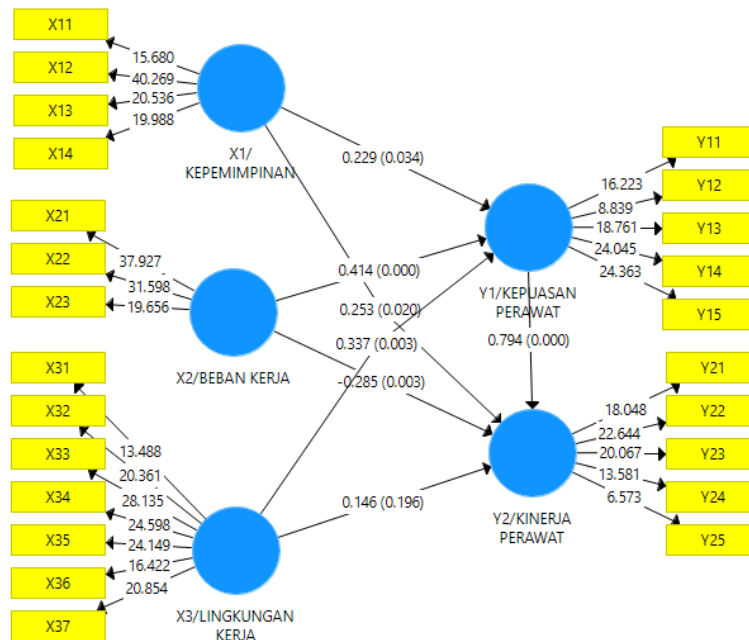 X11
X12
X13
X14
15.680
40.269
20.536
19.988
X1/
KEPEMIMPINAN
X21
X22
X23
37.927
31.598
19.656
X2/BEBAN KERJA
X31
X32
X33
X34
X35
X36
X37
13.488
20.361
28.135
24.598
24.149
16.422
20.854
X3/LINGKUNGAN
KERJA
0.229 (0.034)
0.414 (0.000)
0.253 (0.020)
0.337 (0.003)
-0.285 (0.003)
0.146 (0.196)
Y1/KEPUASAN
PERAWAT
0.794 (0.000)
Y2/KINERJA
PERAWAT
16.223
8.839
18.761
24.045
24.363
Y11
Y12
Y13
Y14
Y15
18.048
22.644
20.067
13.581
6.573
Y21
Y22
Y23
Y24
Y25